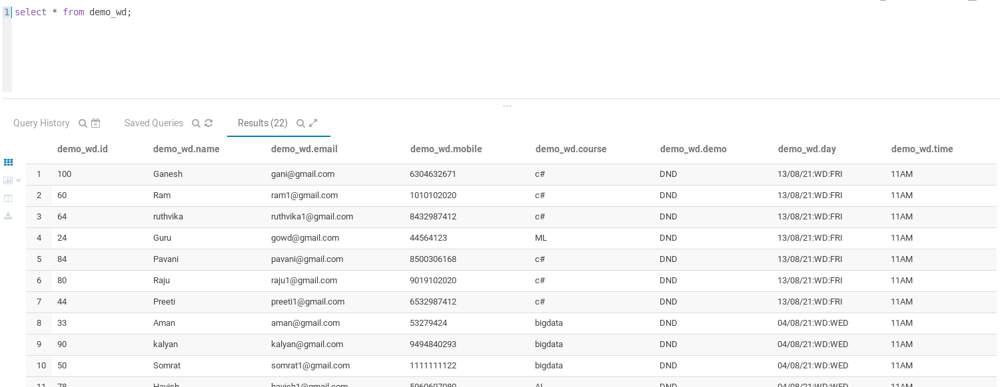 1 select * from demo_wd;
Query History Saved Queries Results (22)
demo_wd.id demo_wd.name demo_wd.email demo_wd.mobile demo_wd.course demo_wd.demo demo_wd.day demo_wd.time
1 100 Ganesh gani@gmail.com 6304632671 c# DND 13/08/21:WD:FRI 11AM
2 60 Ram ram1@gmail.com 1010102020 c# DND 13/08/21:WD:FRI 11AM
3 64 ruthvika ruthvika1@gmail.com 8432987412 c# DND 13/08/21:WD:FRI 11AM
4 24 Guru gowd@gmail.com 44564123 ML DND 13/08/21:WD:FRI 11AM
5 84 Pavani pavani@gmail.com 8500306168 c# DND 13/08/21:WD:FRI 11AM
6 80 Raju raju1@gmail.com 9019102020 c# DND 13/08/21:WD:FRI 11AM
7 44 Preeti preeti1@gmail.com 6532987412 c# DND 13/08/21:WD:FRI 11AM
8 33 Aman aman@gmail.com 53279424 bigdata DND 04/08/21:WD:WED 11AM
9 90 kalyan kalyan@gmail.com 9494840293 bigdata DND 04/08/21:WD:WED 11AM
10 50 Somrat somrat1@gmail.com 1111111122 bigdata DND 04/08/21:WD:WED 11AM
11 78 Havish havish1@gmail.com 5060607080 DND 04/08/21:WD:WED 11AM